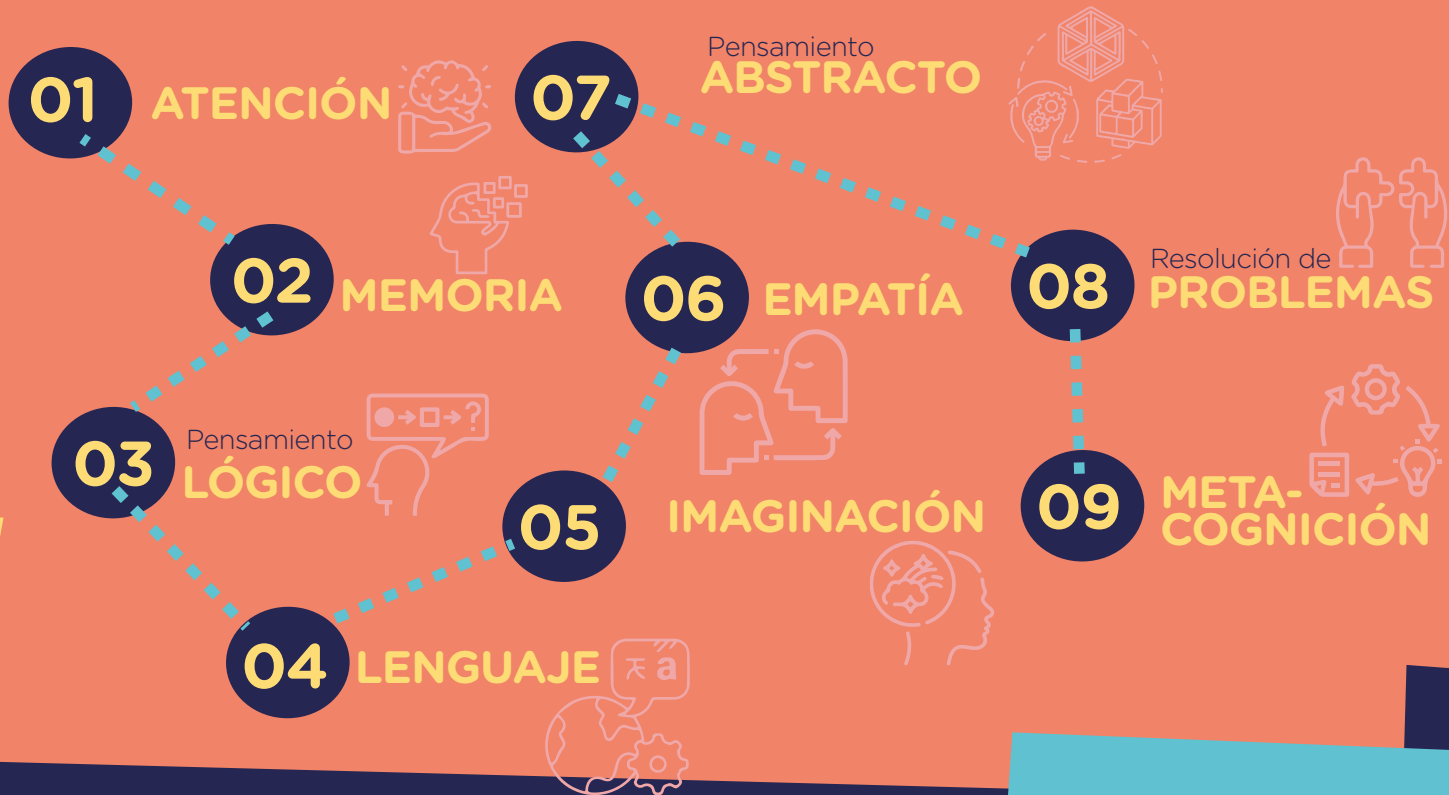 01
ATENCIÓN
02
MEMORIA
03
Pensamiento
LÓGICO
04
LENGUAJE
a
05
IMAGINACIÓN
06
EMPATÍA
07
Pensamiento
ABSTRACTO
08
Resolución de
PROBLEMAS
09
META-
COGNICIÓN